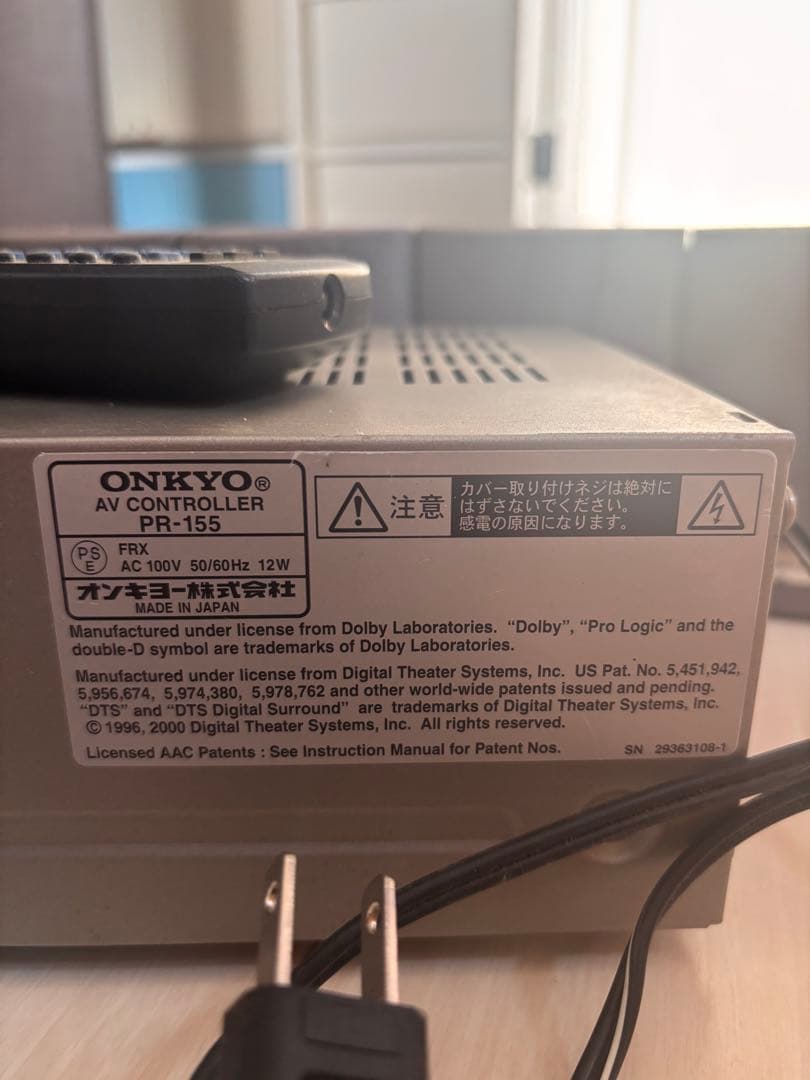 ONKYO®
AV CONTROLLER
PR-155
PS
E
FRX
AC 100V 50/60Hz 12W
オンキヨー株式会社
MADE IN JAPAN
注意
カバー取り付けネジは絶対に
はずさないでください。
感電の原因になります。
Manufactured under license from Dolby Laboratories. “Dolby”, “Pro Logic” and the
double-D symbol are trademarks of Dolby Laboratories.
Manufactured under license from Digital Theater Systems, Inc. US Pat. No. 5,451,942,
5,956,674, 5,974,380, 5,978,762 and other world-wide patents issued and pending.
“DTS” and “DTS Digital Surround” are trademarks of Digital Theater Systems, Inc.
©1996, 2000 Digital Theater Systems, Inc. All rights reserved.
Licensed AAC Patents : See Instruction Manual for Patent Nos.
SN 29363108-1